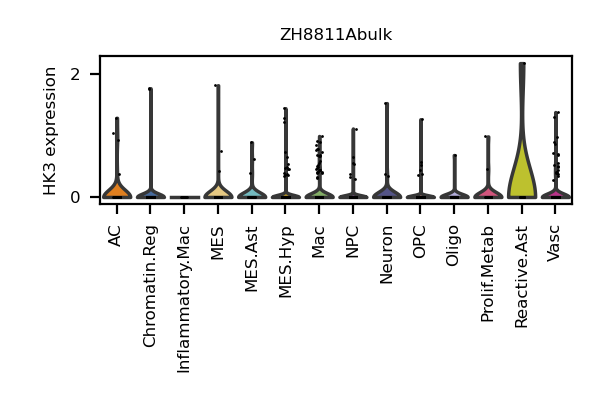 ZH8811Abulk
HK3 expression
2
0
AC
Chromatin.Reg
Inflammatory.Mac
MES
MES.Ast
MES.Hyp
Mac
NPC
Neuron
OPC
Oligo
Prolif.Metab
Reactive.Ast
Vasc